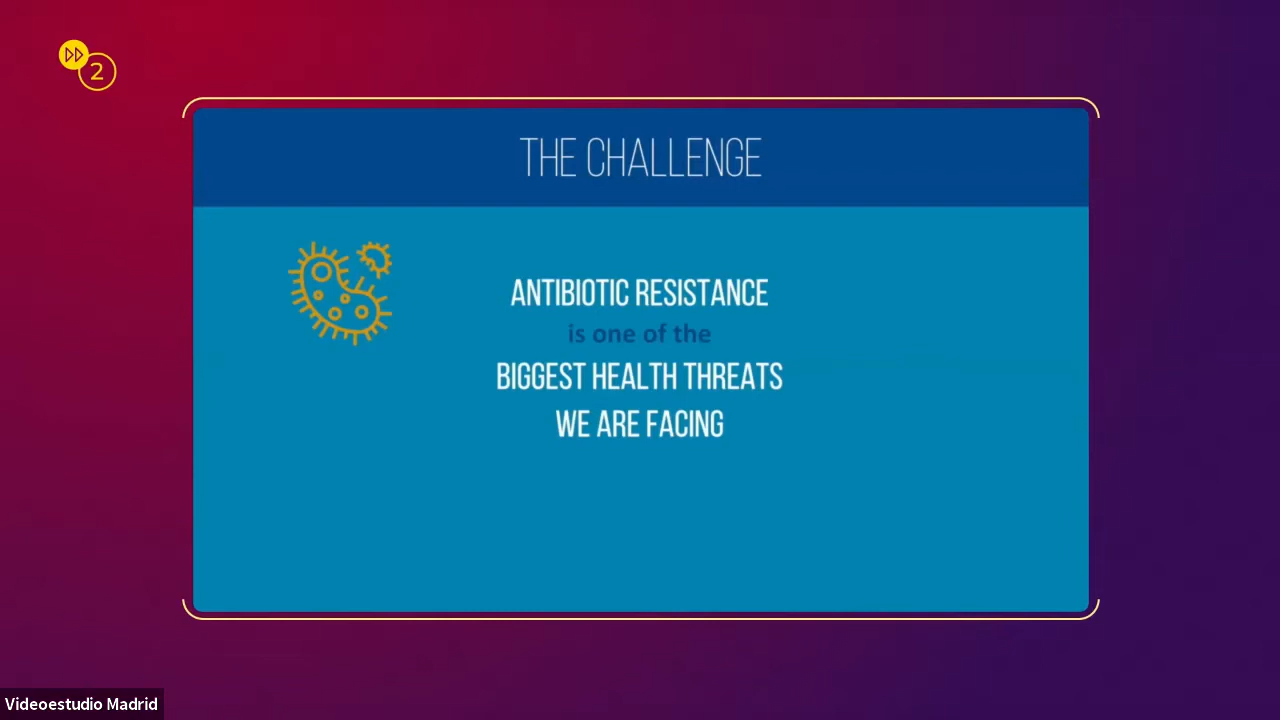 2
THE CHALLENGE
ANTIBIOTIC RESISTANCE
is one of the
BIGGEST HEALTH THREATS
WE ARE FACING
Videoestudio Madrid